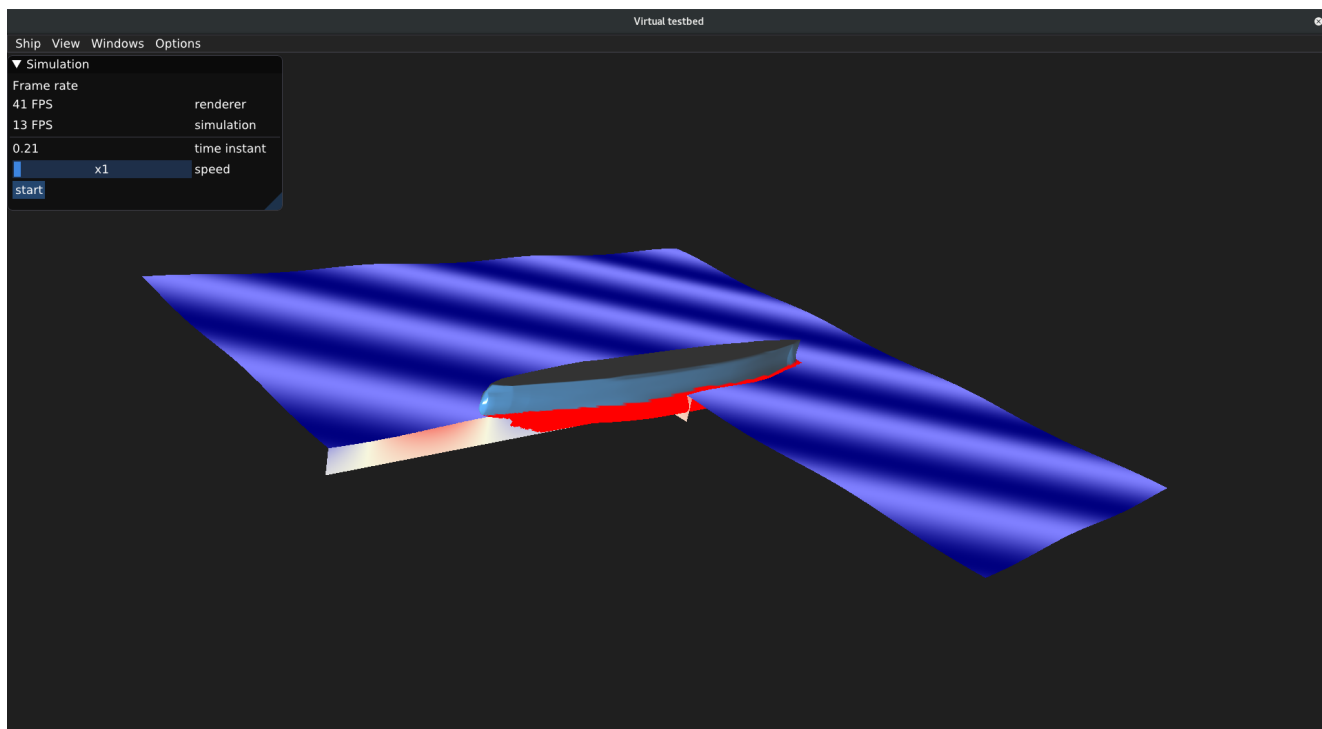 Virtual testbed
Ship View Windows Options
Simulation
Frame rate
41 FPS renderer
13 FPS simulation
0.21 time instant
x1 speed
start